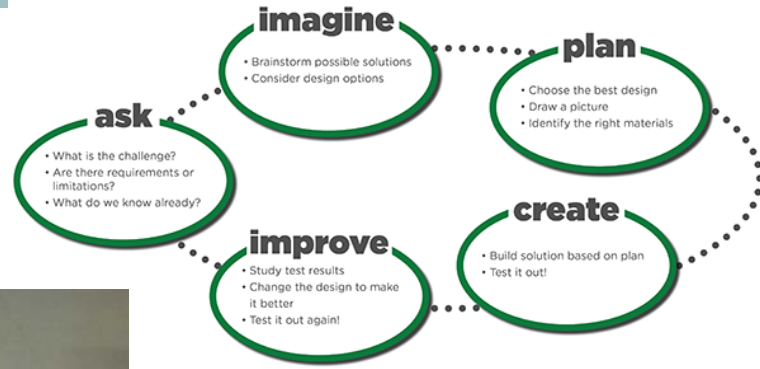 ask
• What is the challenge?
• Are there requirements or
limitations?
• What do we know already?
imagine
• Brainstorm possible solutions
• Consider design options
plan
• Choose the best design
• Draw a picture
• Identify the right materials
create
• Build solution based on plan
• Test it out!
improve
• Study test results
• Change the design to make
it better
• Test it out again!